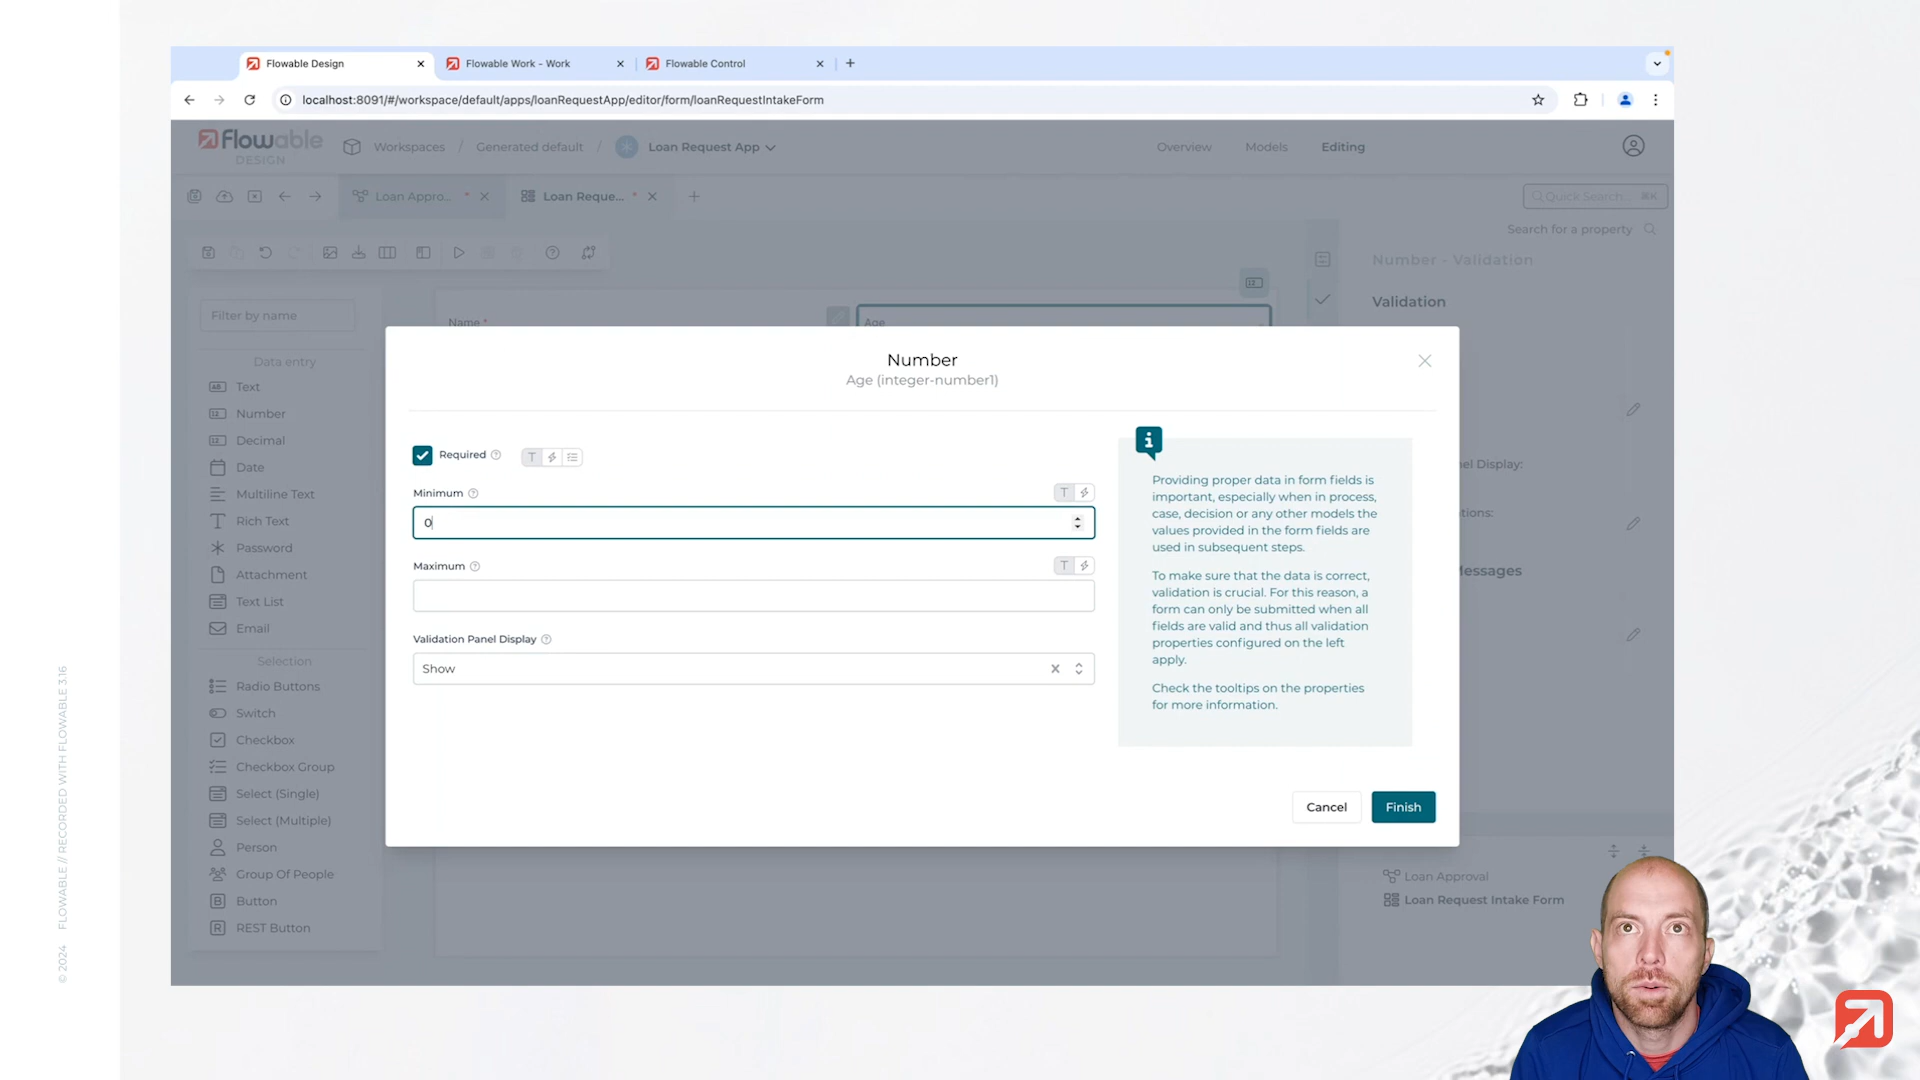 Flowable Design
Flowable Work - Work
Flowable Control
localhost:8091/#/workspace/default/apps/loanRequestApp/editor/form/loanRequestIntakeForm
Flowable
DESIGN
Workspaces / Generated default / Loan Request App
Overview
Models
Editing
Loan Appro... *
Loan Reque... *
Quick Search... ⌘K
Search for a property
Number - Validation
Validation
Filter by name
Name *
Age
Data entry
Text
Number
Decimal
Date
Multiline Text
Rich Text
Password
Attachment
Text List
Email
Selection
Radio Buttons
Switch
Checkbox
Checkbox Group
Select (Single)
Select (Multiple)
Person
Group Of People
Button
REST Button
Number
Age (integer-number1)
Required
Minimum
0
Maximum
Validation Panel Display
Show
Providing proper data in form fields is
important, especially when in process,
case, decision or any other models the
values provided in the form fields are
used in subsequent steps.
To make sure that the data is correct,
validation is crucial. For this reason, a
form can only be submitted when all
fields are valid and thus all validation
properties configured on the left
apply.
Check the tooltips on the properties
for more information.
Cancel
Finish
Display:
Loan Approval
Loan Request Intake Form
© 2024 FLOWABLE // RECORDED WITH FLOWABLE 3.16